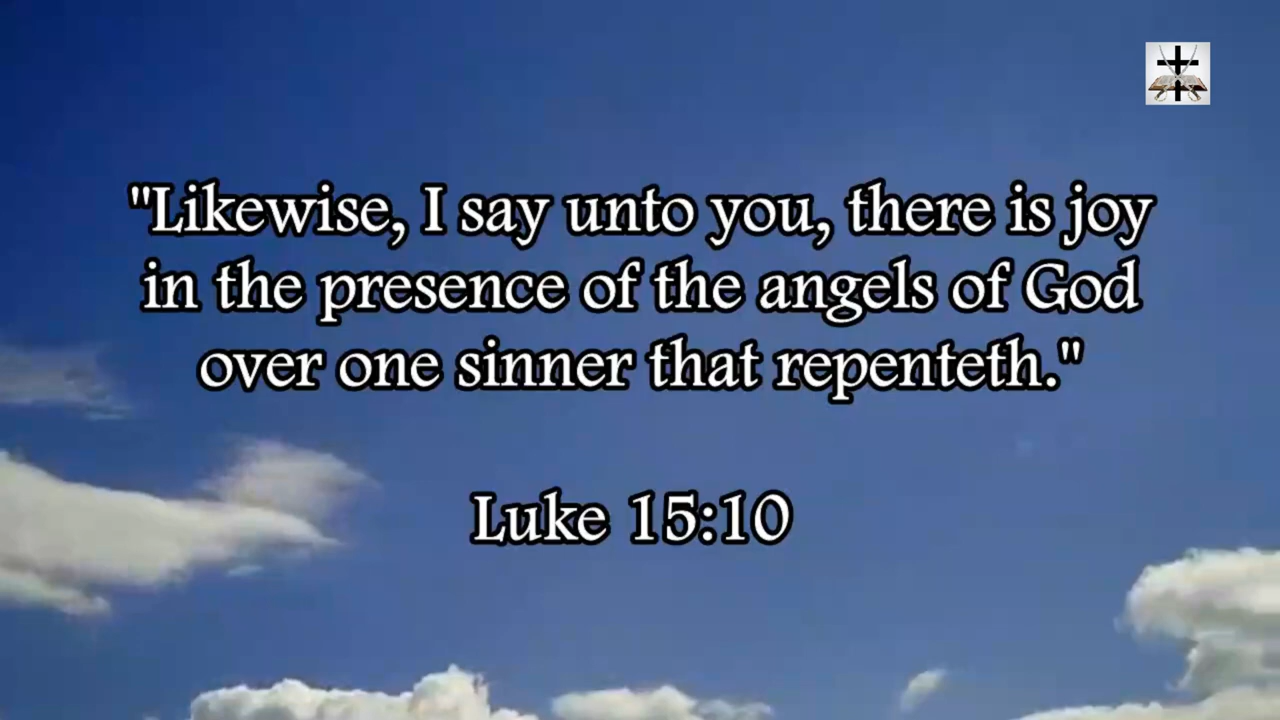 "Likewise, I say unto you, there is joy
in the presence of the angels of God
over one sinner that repenteth."
Luke 15:10